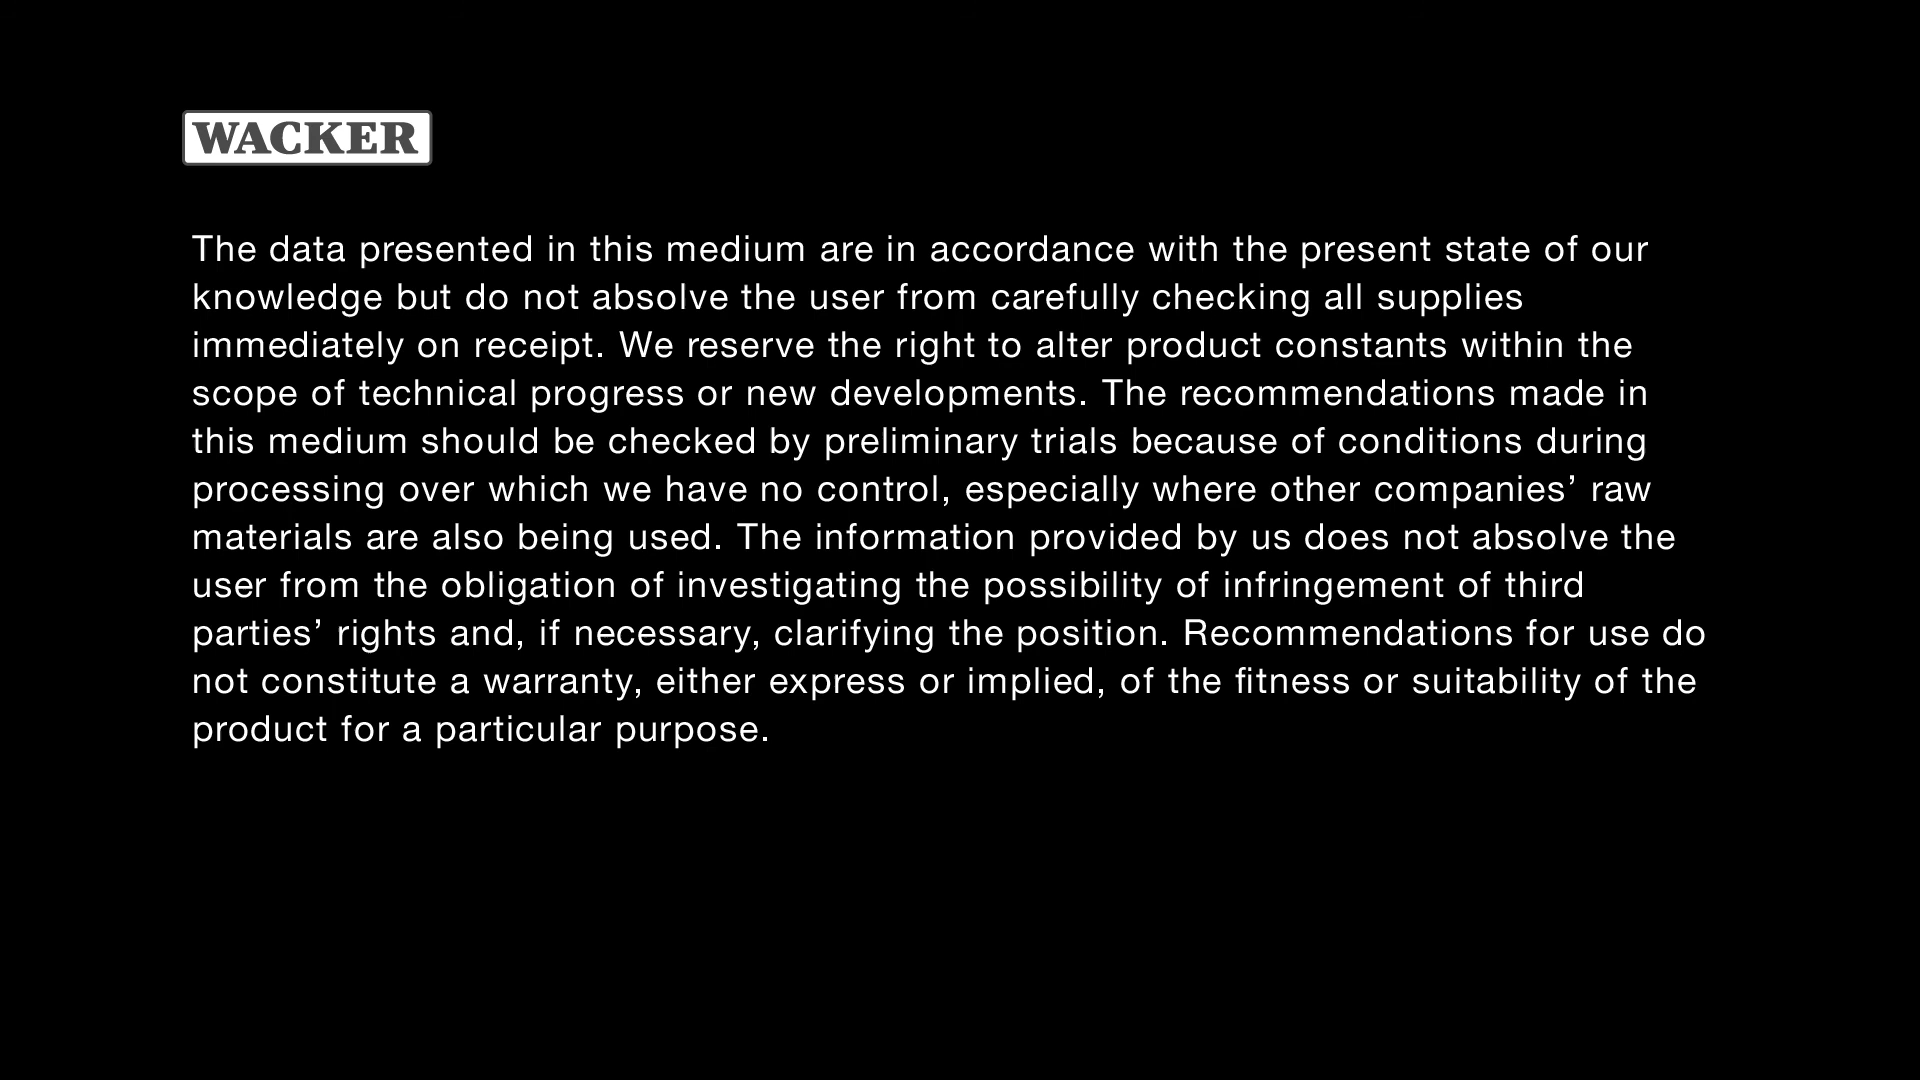 WACKER
The data presented in this medium are in accordance with the present state of our
knowledge but do not absolve the user from carefully checking all supplies
immediately on receipt. We reserve the right to alter product constants within the
scope of technical progress or new developments. The recommendations made in
this medium should be checked by preliminary trials because of conditions during
processing over which we have no control, especially where other companies’ raw
materials are also being used. The information provided by us does not absolve the
user from the obligation of investigating the possibility of infringement of third
parties’ rights and, if necessary, clarifying the position. Recommendations for use do
not constitute a warranty, either express or implied, of the fitness or suitability of the
product for a particular purpose.